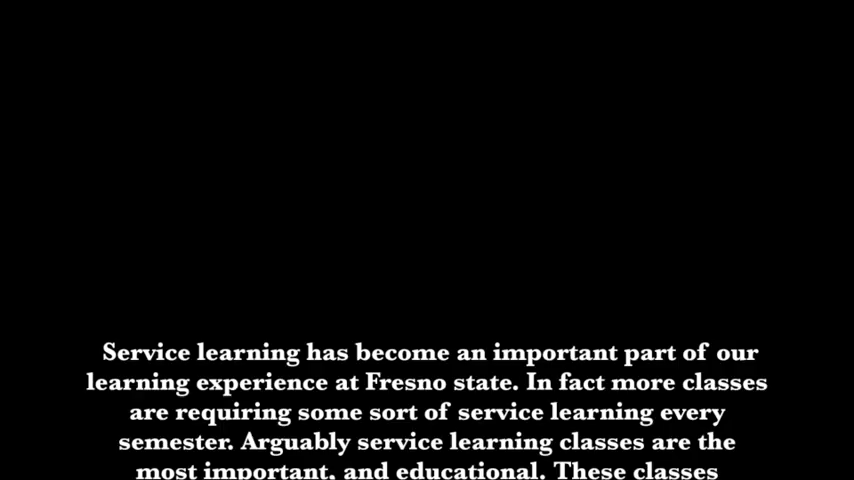 Service learning has become an important part of our
learning experience at Fresno state. In fact more classes
are requiring some sort of service learning every
semester. Arguably service learning classes are the
most important, and educational. These classes